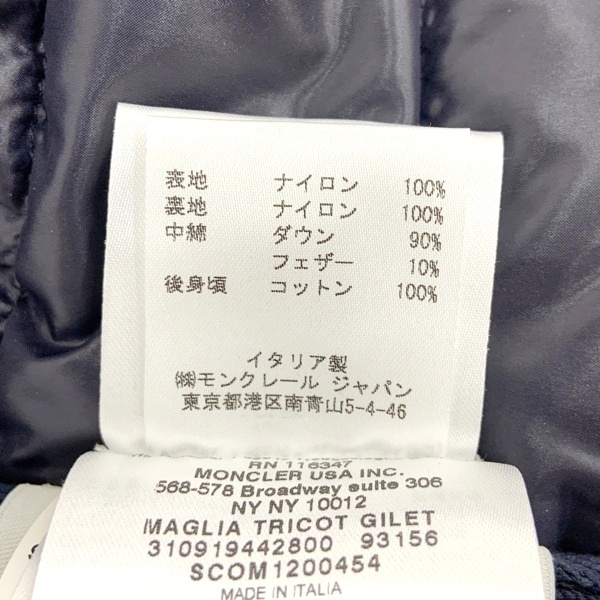 表地 ナイロン 100%
裏地 ナイロン 100%
中綿 ダウン 90%
フェザー 10%
後身頃 コットン 100%
イタリア製
㈱モンクレール ジャパン
東京都港区南青山5-4-46
RN 116347
MONCLER USA INC.
568-578 Broadway suite 306
NY NY 10012
MAGLIA TRICOT GILET
310919442800 93156
SCOM1200454
MADE IN ITALIA